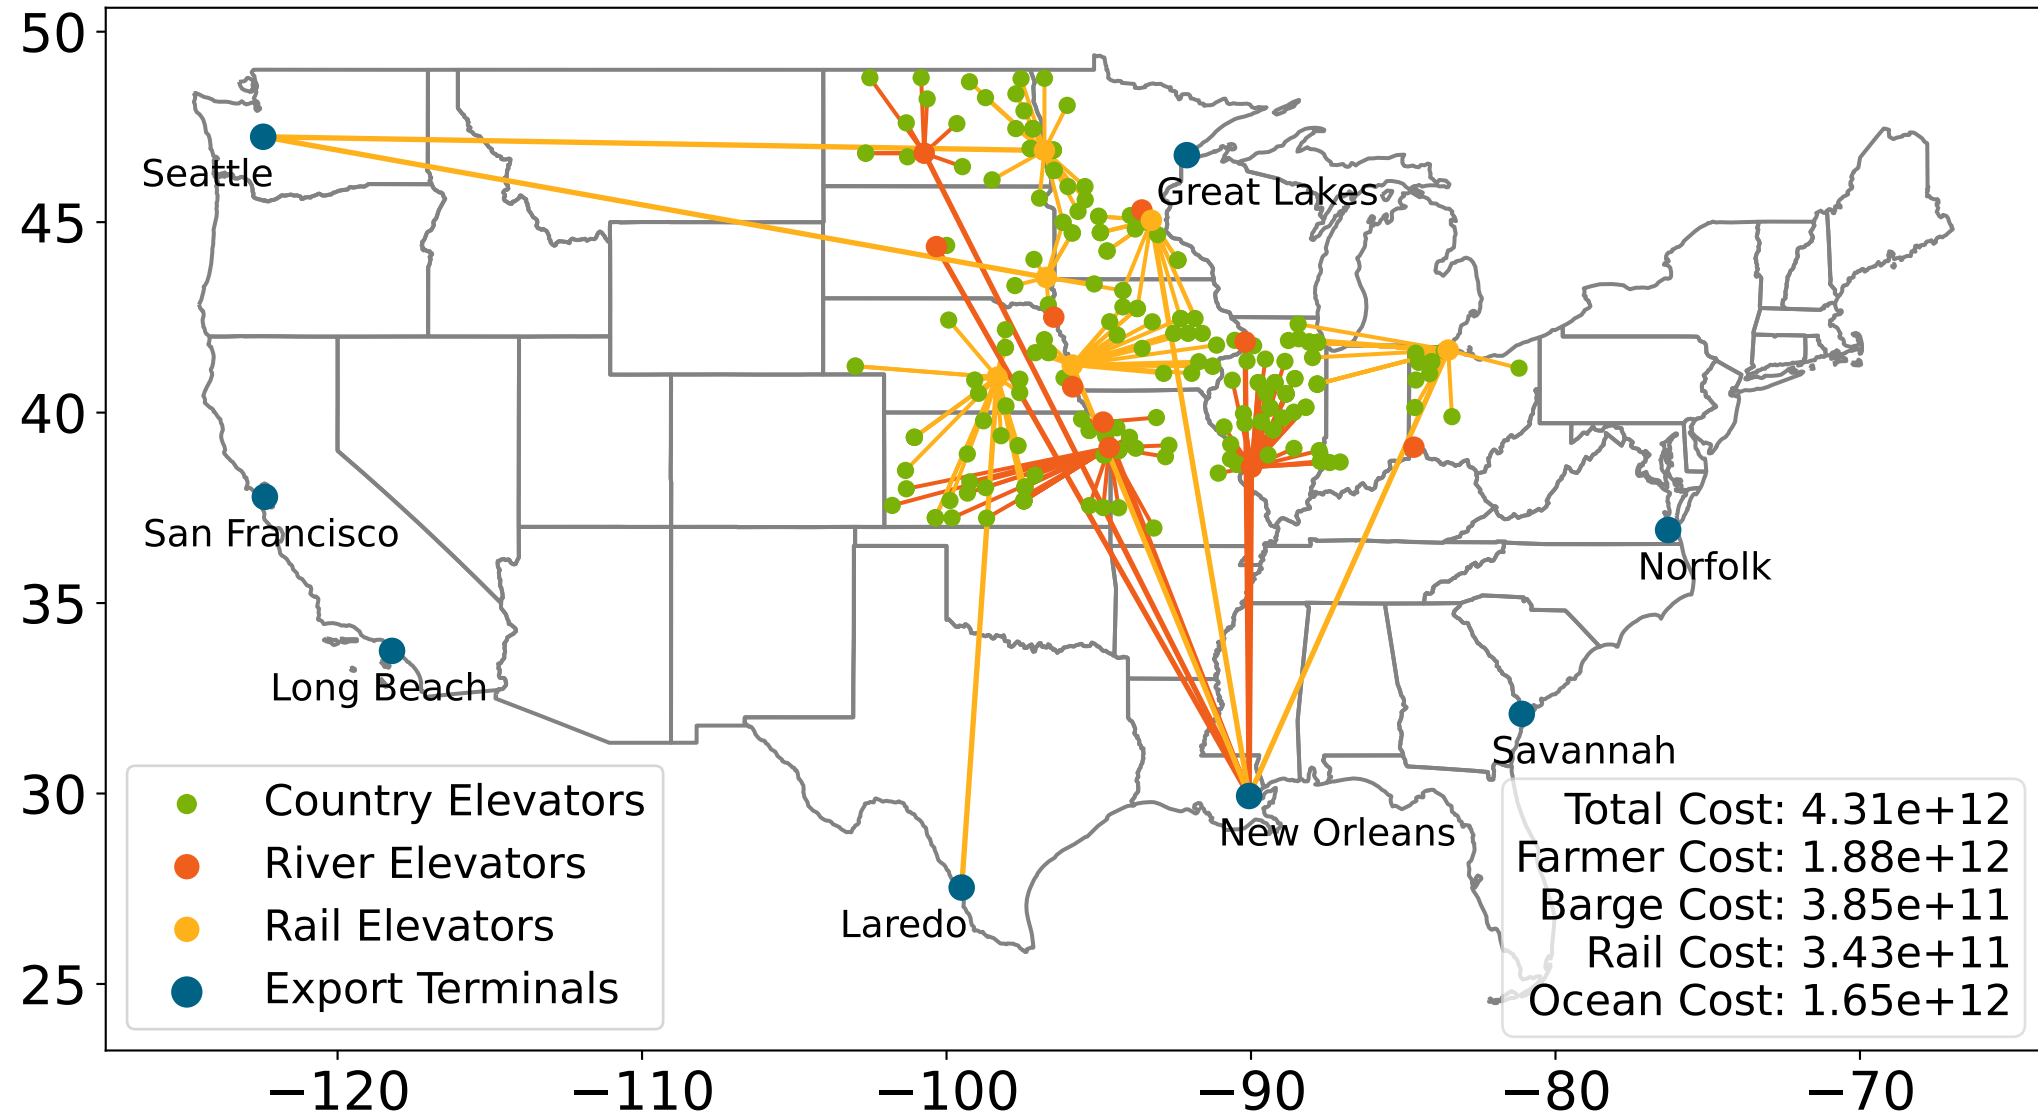 50
45
40
35
30
25
Seattle
Great Lakes
San Francisco
Norfolk
Long Beach
Savannah
New Orleans
Laredo
Country Elevators
River Elevators
Rail Elevators
Export Terminals
Total Cost: 4.31e+12
Farmer Cost: 1.88e+12
Barge Cost: 3.85e+11
Rail Cost: 3.43e+11
Ocean Cost: 1.65e+12
−120 −110 −100 −90 −80 −70